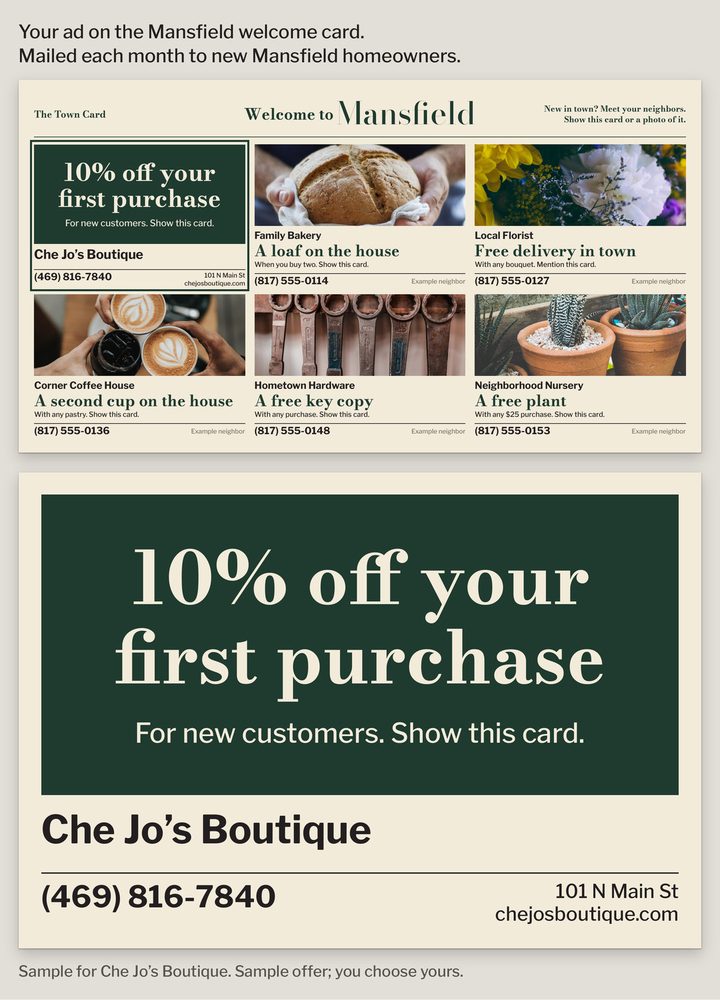 Your ad on the Mansfield welcome card.
Mailed each month to new Mansfield homeowners.
The Town Card
Welcome to Mansfield
New in town? Meet your neighbors.
Show this card or a photo of it.
10% off your
first purchase
For new customers. Show this card.
Che Jo’s Boutique
(469) 816-7840
101 N Main St
chejosboutique.com
Family Bakery
A loaf on the house
When you buy two. Show this card.
(817) 555-0114
Example neighbor
Local Florist
Free delivery in town
With any bouquet. Mention this card.
(817) 555-0127
Example neighbor
Corner Coffee House
A second cup on the house
With any pastry. Show this card.
(817) 555-0136
Example neighbor
Hometown Hardware
A free key copy
With any purchase. Show this card.
(817) 555-0148
Example neighbor
Neighborhood Nursery
A free plant
With any $25 purchase. Show this card.
(817) 555-0153
Example neighbor
10% off your
first purchase
For new customers. Show this card.
Che Jo’s Boutique
(469) 816-7840
101 N Main St
chejosboutique.com
Sample for Che Jo’s Boutique. Sample offer; you choose yours.